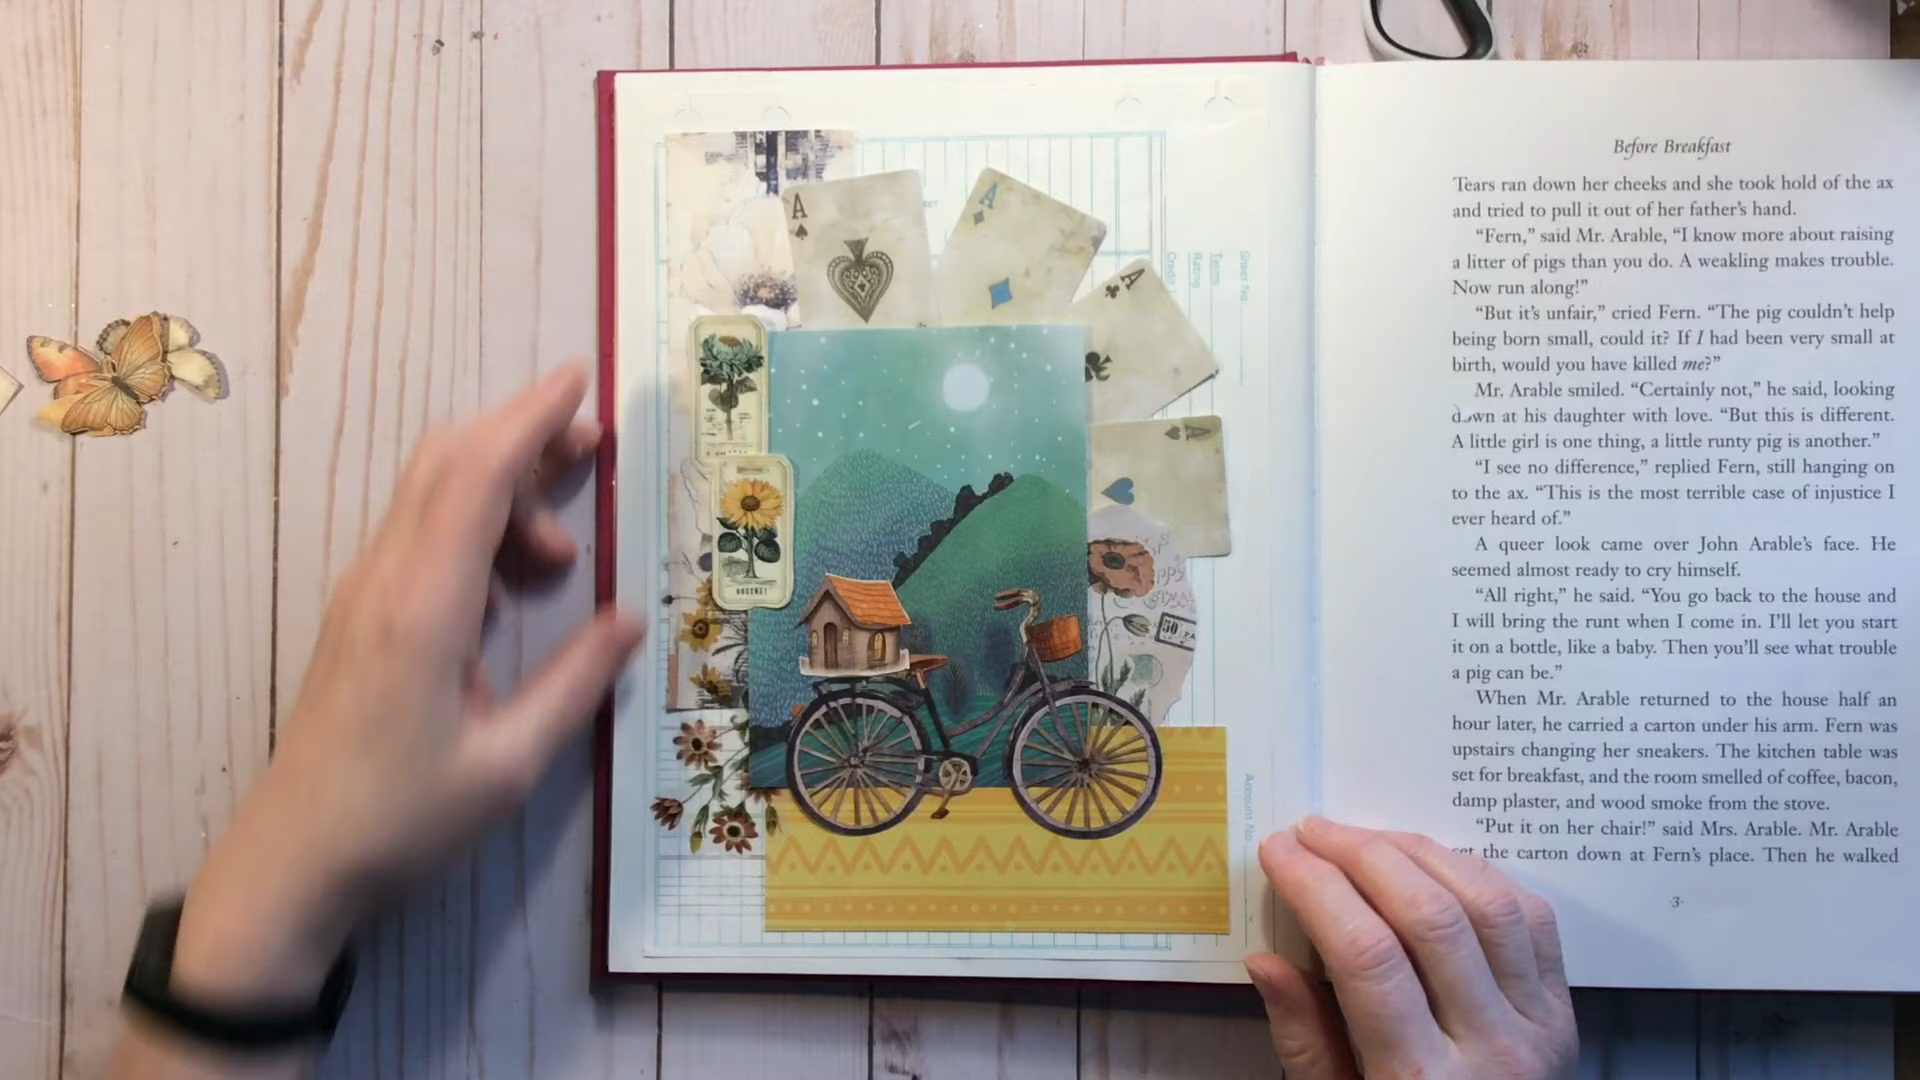 A
A
A
A
Sheet No.
Terms
Rating
Credit
Account No.
50
Before Breakfast
Tears ran down her cheeks and she took hold of the ax
and tried to pull it out of her father’s hand.
“Fern,” said Mr. Arable, “I know more about raising
a litter of pigs than you do. A weakling makes trouble.
Now run along!”
“But it’s unfair,” cried Fern. “The pig couldn’t help
being born small, could it? If I had been very small at
birth, would you have killed me?”
Mr. Arable smiled. “Certainly not,” he said, looking
down at his daughter with love. “But this is different.
A little girl is one thing, a little runty pig is another.”
“I see no difference,” replied Fern, still hanging on
to the ax. “This is the most terrible case of injustice I
ever heard of.”
A queer look came over John Arable’s face. He
seemed almost ready to cry himself.
“All right,” he said. “You go back to the house and
I will bring the runt when I come in. I’ll let you start
it on a bottle, like a baby. Then you’ll see what trouble
a pig can be.”
When Mr. Arable returned to the house half an
hour later, he carried a carton under his arm. Fern was
upstairs changing her sneakers. The kitchen table was
set for breakfast, and the room smelled of coffee, bacon,
damp plaster, and wood smoke from the stove.
“Put it on her chair!” said Mrs. Arable. Mr. Arable
set the carton down at Fern’s place. Then he walked
·3·